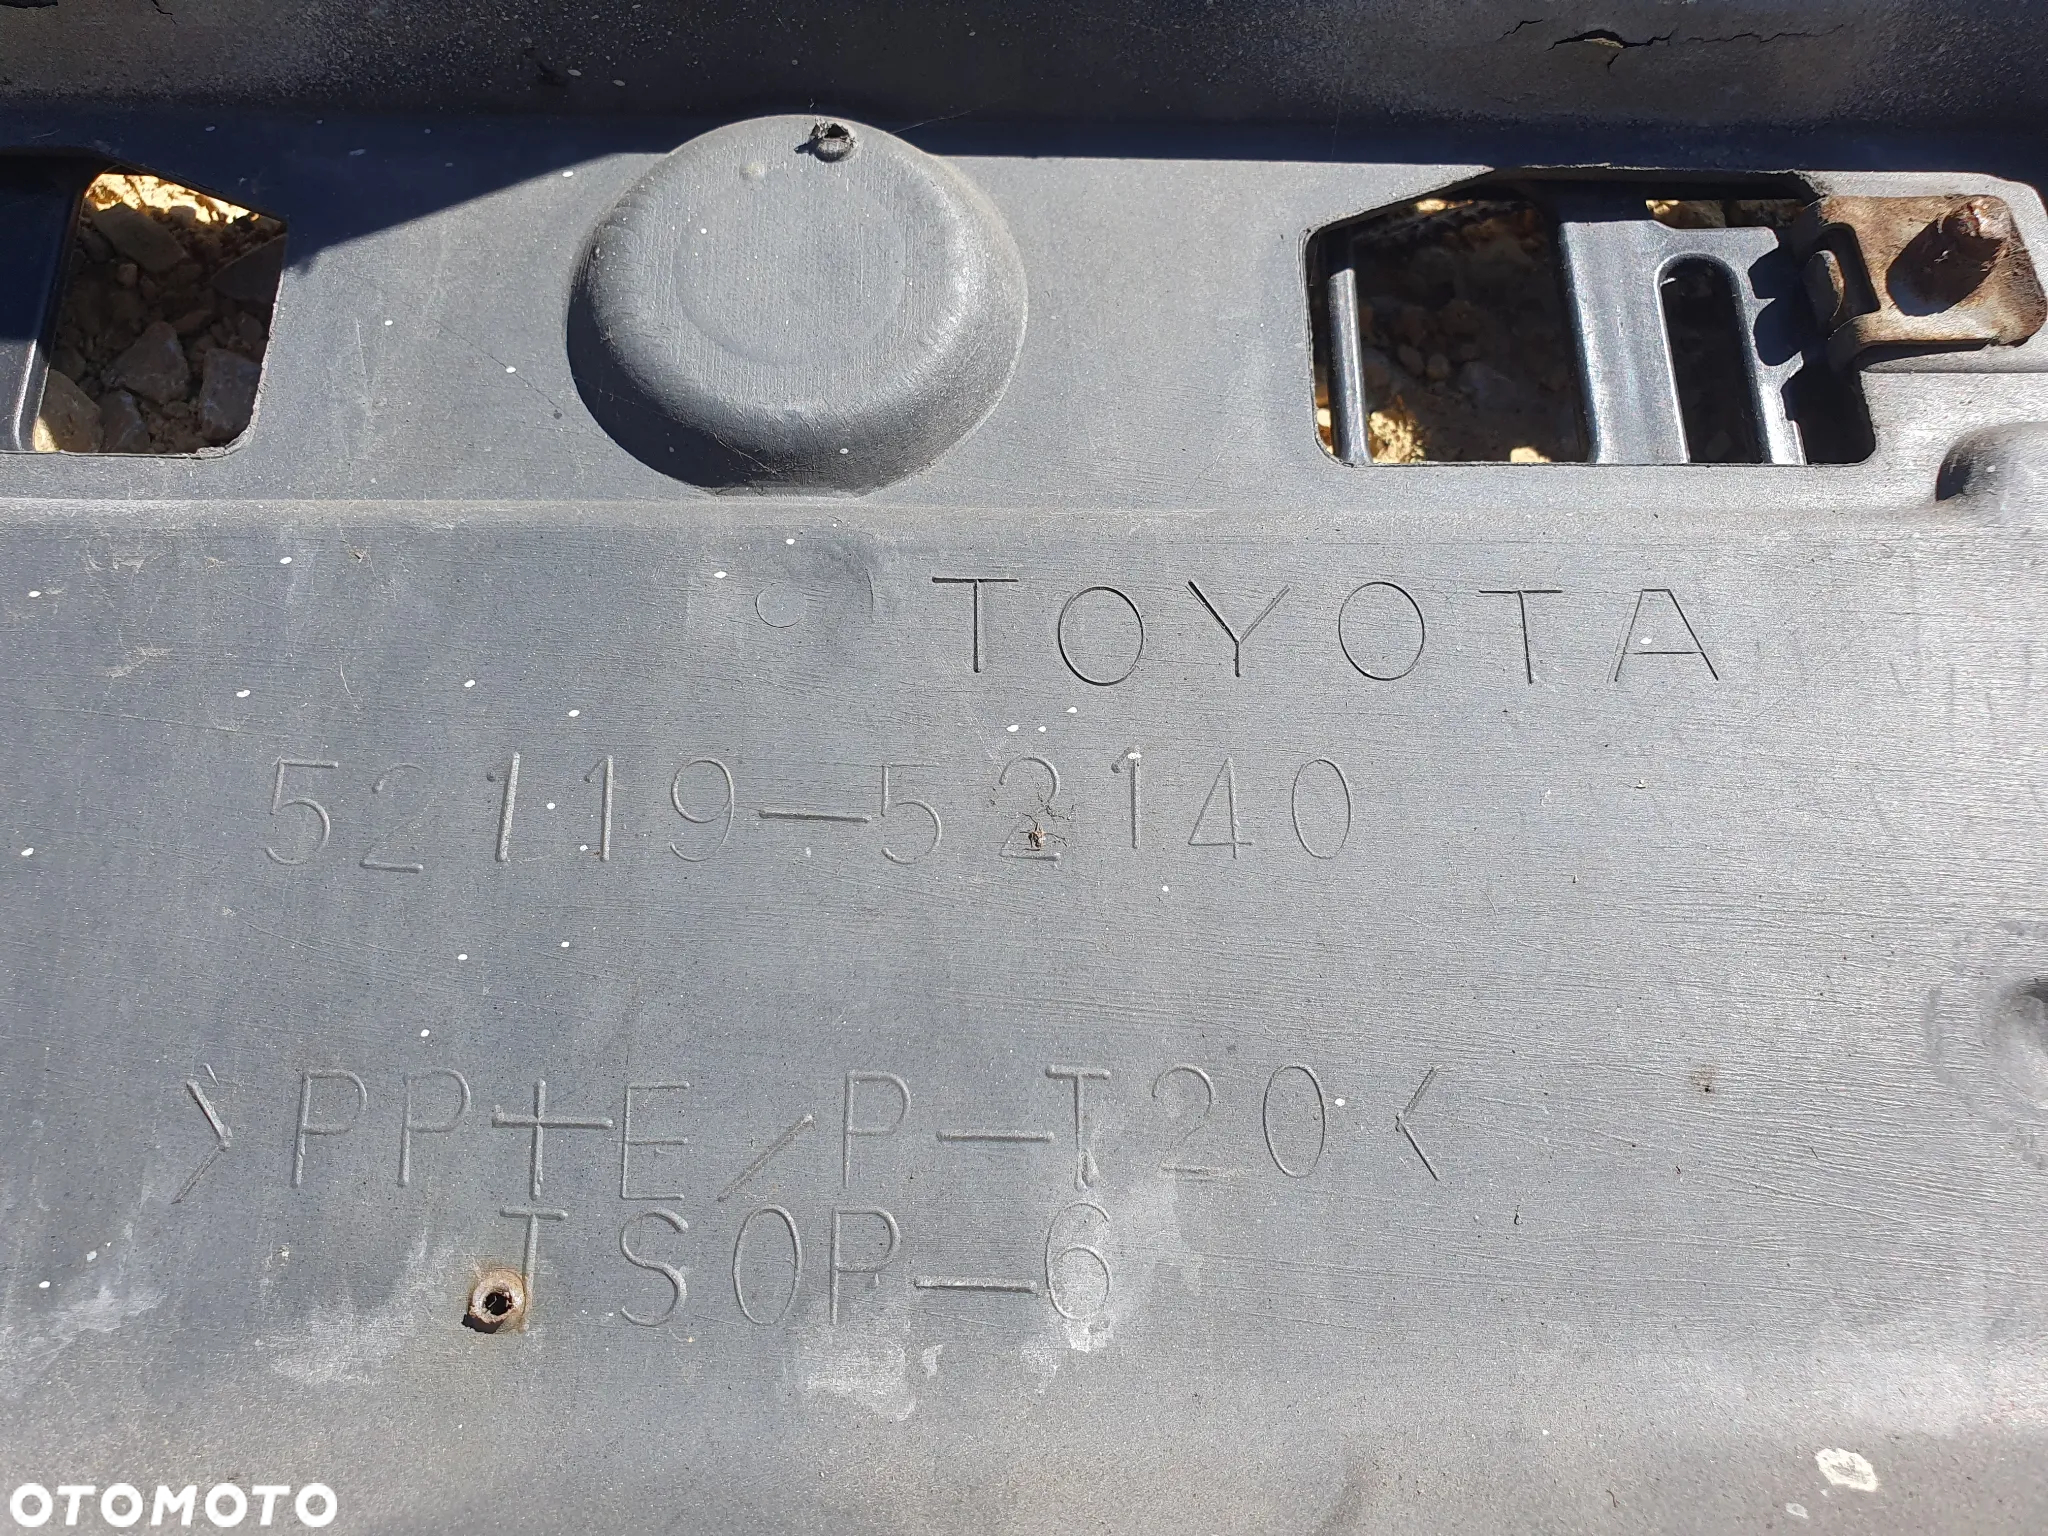 TOYOTA
52119-52140
>PP+E/P-T20<
TSOP-6
OTOMOTO